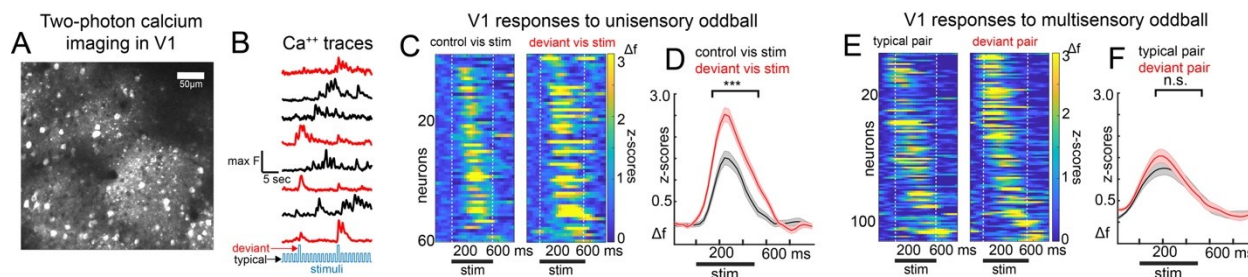 Two-photon calcium
imaging in V1
A
50μm
B
Ca⁺⁺ traces
max F
5 sec
deviant
typical
stimuli
V1 responses to unisensory oddball
C
control vis stim
deviant vis stim
Δf
3
2
1
0
z-scores
neurons
20
60
200 600 ms
stim
200 600 ms
D
control vis stim
deviant vis stim
***
3.0
z-scores
0.5
Δf
200 600 ms
stim
V1 responses to multisensory oddball
E
typical pair
deviant pair
Δf
3
2
1
0
z-scores
neurons
20
100
200 600 ms
stim
200 600 ms
stim
F
typical pair
deviant pair
n.s.
3.0
z-scores
0.5
Δf
200 600 ms
stim